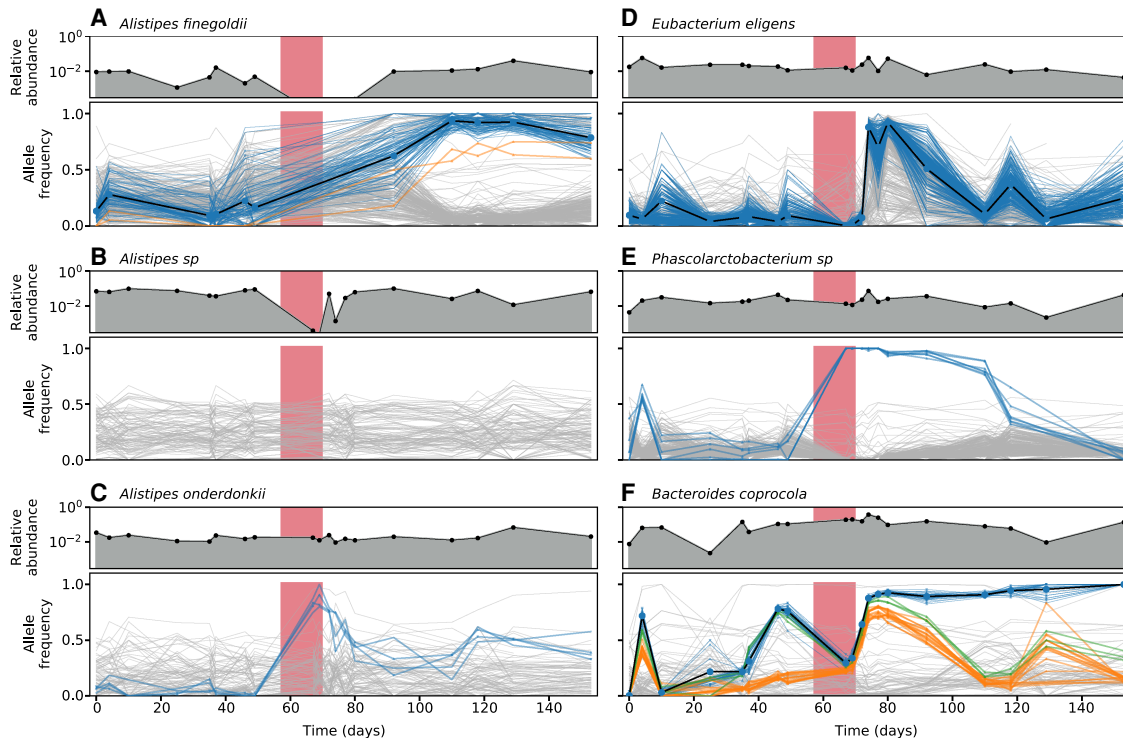 A Alistipes finegoldii
Relative
abundance
10^0
10^-2
Allele
frequency
1.0
0.5
0.0
B Alistipes sp
Relative
abundance
10^0
10^-2
Allele
frequency
1.0
0.5
0.0
C Alistipes onderdonkii
Relative
abundance
10^0
10^-2
Allele
frequency
1.0
0.5
0.0
0 20 40 60 80 100 120 140
Time (days)
D Eubacterium eligens
E Phascolarctobacterium sp
F Bacteroides coprocola
0 20 40 60 80 100 120 140
Time (days)